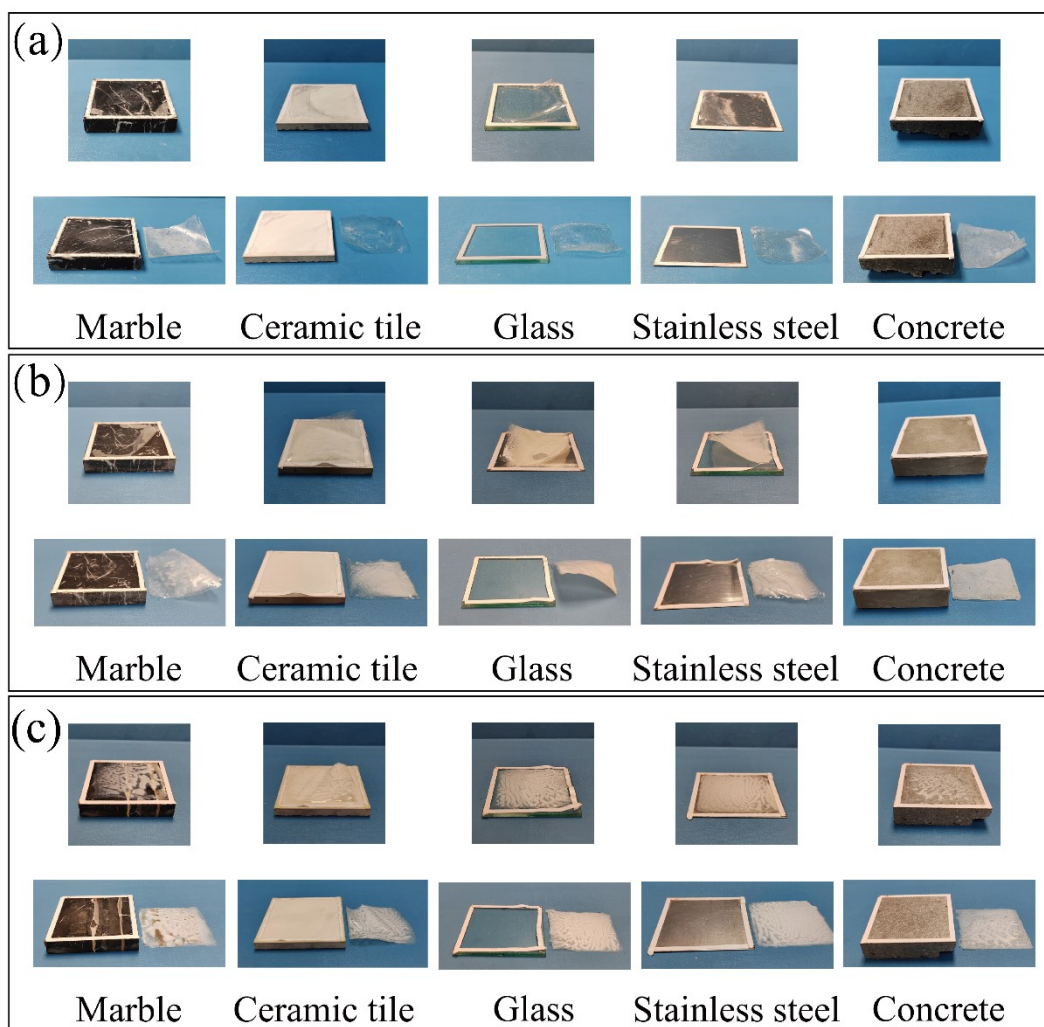 (a)
Marble Ceramic tile Glass Stainless steel Concrete
(b)
Marble Ceramic tile Glass Stainless steel Concrete
(c)
Marble Ceramic tile Glass Stainless steel Concrete